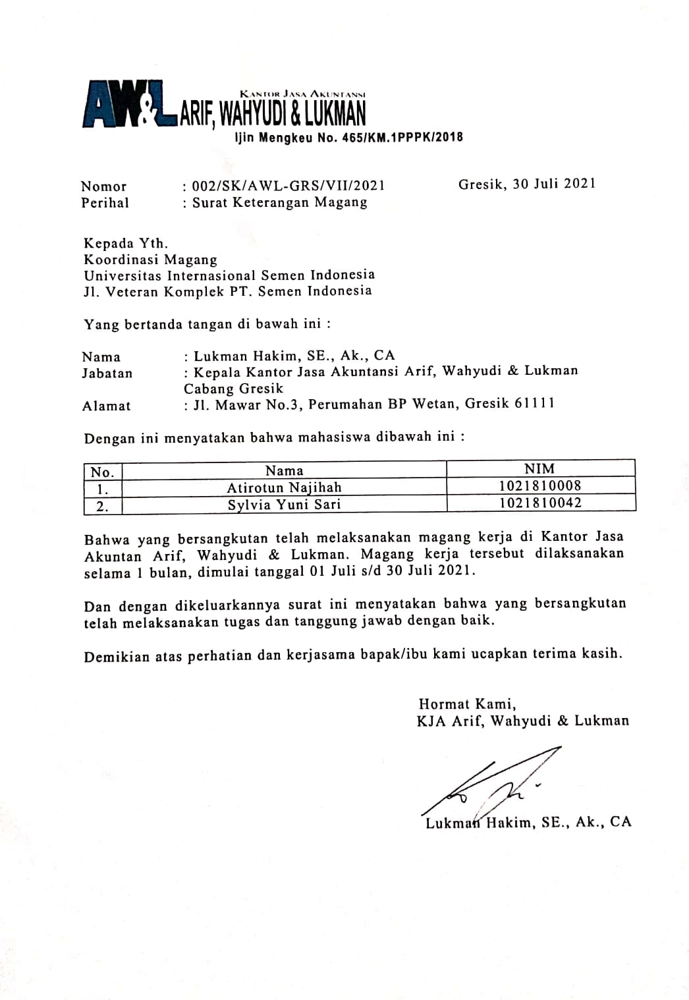 AW&L KANTOR JASA AKUNTANSI
ARIF, WAHYUDI & LUKMAN
Ijin Mengkeu No. 465/KM.1PPPK/2018
Nomor : 002/SK/AWL-GRS/VII/2021 Gresik, 30 Juli 2021
Perihal : Surat Keterangan Magang
Kepada Yth.
Koordinasi Magang
Universitas Internasional Semen Indonesia
Jl. Veteran Komplek PT. Semen Indonesia
Yang bertanda tangan di bawah ini :
Nama : Lukman Hakim, SE., Ak., CA
Jabatan : Kepala Kantor Jasa Akuntansi Arif, Wahyudi & Lukman
Cabang Gresik
Alamat : Jl. Mawar No.3, Perumahan BP Wetan, Gresik 61111
Dengan ini menyatakan bahwa mahasiswa dibawah ini :
No. Nama NIM
1. Atirotun Najihah 1021810008
2. Sylvia Yuni Sari 1021810042
Bahwa yang bersangkutan telah melaksanakan magang kerja di Kantor Jasa
Akuntan Arif, Wahyudi & Lukman. Magang kerja tersebut dilaksanakan
selama 1 bulan, dimulai tanggal 01 Juli s/d 30 Juli 2021.
Dan dengan dikeluarkannya surat ini menyatakan bahwa yang bersangkutan
telah melaksanakan tugas dan tanggung jawab dengan baik.
Demikian atas perhatian dan kerjasama bapak/ibu kami ucapkan terima kasih.
Hormat Kami,
KJA Arif, Wahyudi & Lukman
Lukman Hakim, SE., Ak., CA